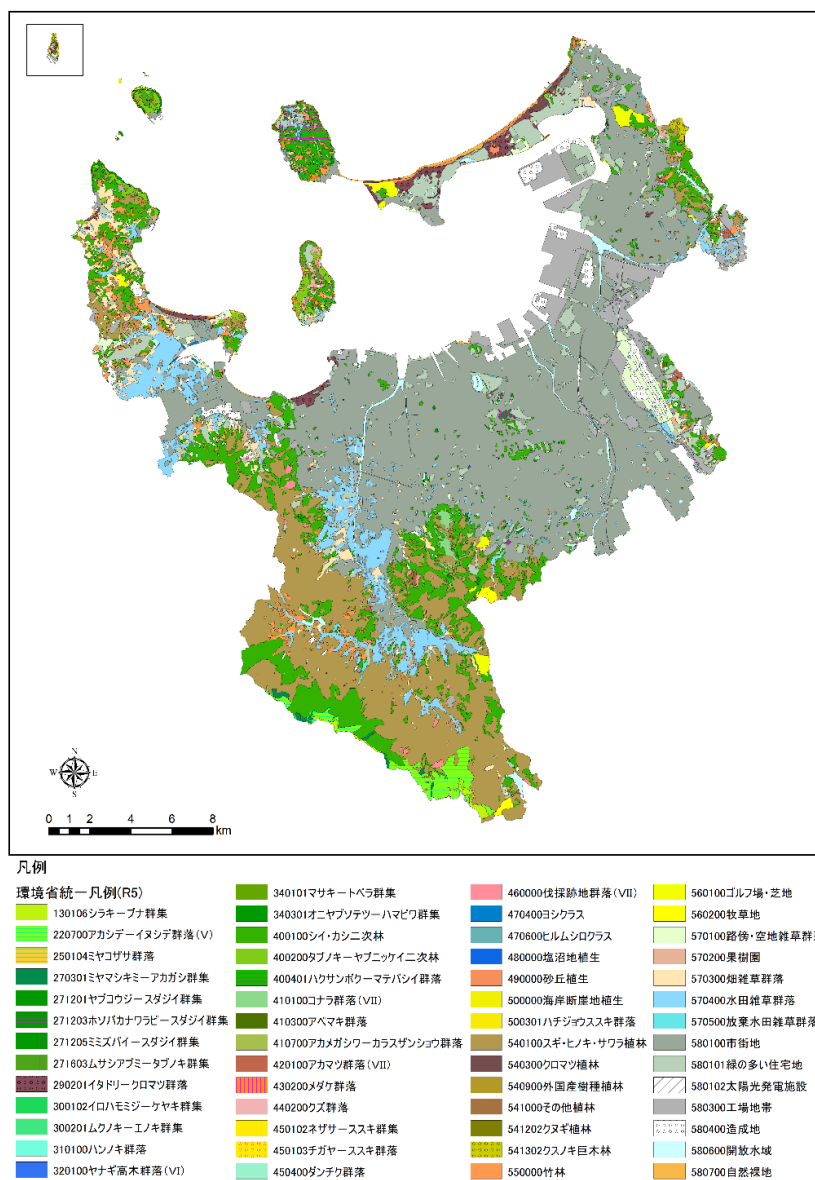 N
W
E
S
0 1 2 4 6 8
km
凡例
環境省統一凡例(R5)
130106シラキーブナ群集
220700アカシデーイヌシデ群落(V)
250104ミヤコザサ群落
270301ミヤマシキミーアカガシ群集
271201ヤブコウジースダジイ群集
271203ホソバカナワラビースダジイ群集
271205ミミズバイースダジイ群集
271603ムサシアブミータブノキ群集
290201イタドリークロマツ群落
300102イロハモミジーケヤキ群集
300201ムクノキーエノキ群集
310100ハンノキ群落
320100ヤナギ高木群落(VI)
340101マサキートベラ群集
340301オニヤブソテツーハマビワ群集
400100シイ・カシ二次林
400200タブノキーヤブニッケイ二次林
400401ハクサンボクーマテバシイ群落
410100コナラ群落(VII)
410300アベマキ群落
410700アカメガシワーカラスザンショウ群落
420100アカマツ群落(VII)
430200メダケ群落
440200クズ群落
450102ネザサーススキ群集
450103チガヤーススキ群落
450400ダンチク群落
460000伐採跡地群落(VII)
470400ヨシクラス
470600ヒルムシロクラス
480000塩沼地植生
490000砂丘植生
500000海岸断崖地植生
500301ハチジョウススキ群落
540100スギ・ヒノキ・サワラ植林
540300クロマツ植林
540900外国産樹種植林
541000その他植林
541202クヌギ植林
541302クスノキ巨木林
550000竹林
560100ゴルフ場・芝地
560200牧草地
570100路傍・空地雑草群落
570200果樹園
570300畑雑草群落
570400水田雑草群落
570500放棄水田雑草群落
580100市街地
580101緑の多い住宅地
580102太陽光発電施設
580300工場地帯
580400造成地
580600開放水域
580700自然裸地